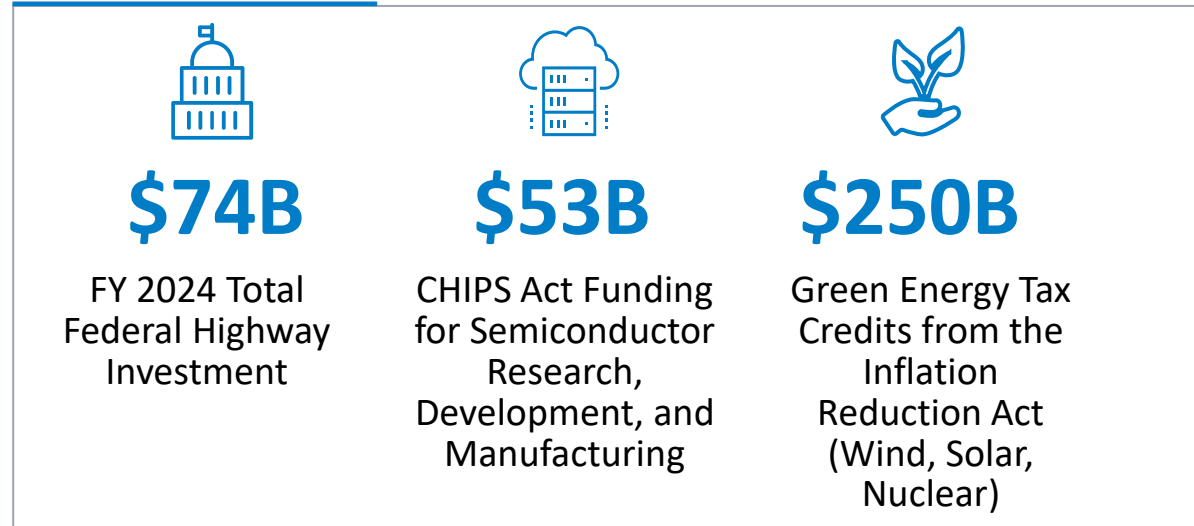 $74B
FY 2024 Total
Federal Highway
Investment
$53B
CHIPS Act Funding
for Semiconductor
Research,
Development, and
Manufacturing
$250B
Green Energy Tax
Credits from the
Inflation
Reduction Act
(Wind, Solar,
Nuclear)